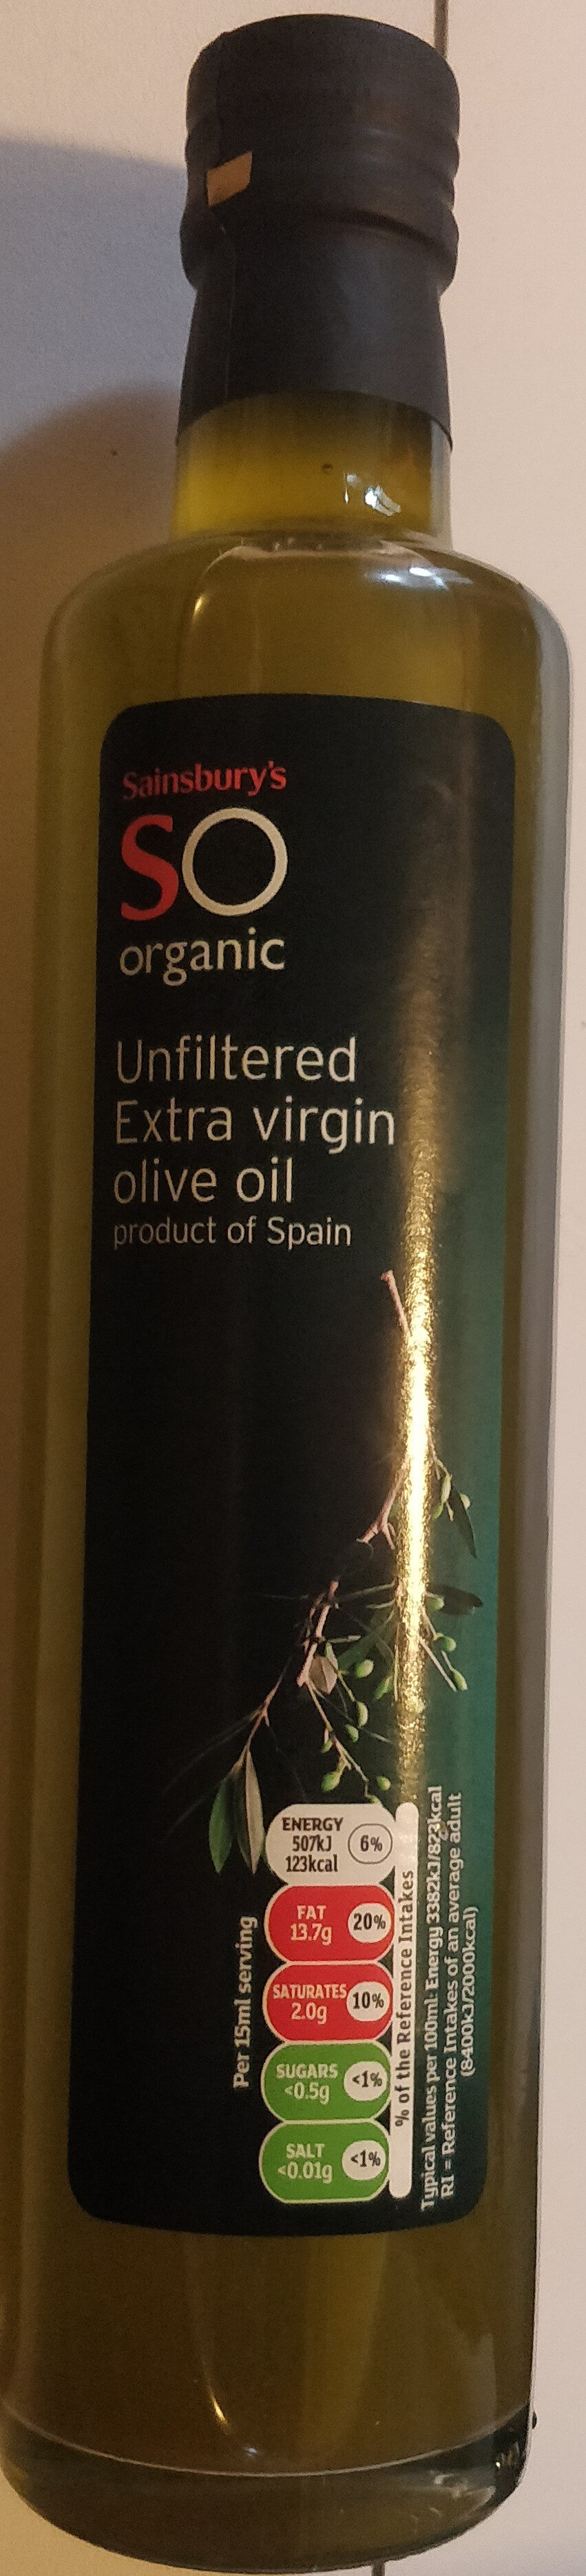 Sainsbury's
SO
organic
Unfiltered
Extra virgin
olive oil
product of Spain
Per 15ml serving
ENERGY
507kJ
123kcal
6%
FAT
13.7g
20%
SATURATES
2.0g
10%
SUGARS
<0.5g
<1%
SALT
<0.01g
<1%
% of the Reference Intakes
Typical values per 100ml: Energy 3382kJ/823kcal
RI = Reference Intakes of an average adult
(8400kJ/2000kcal)